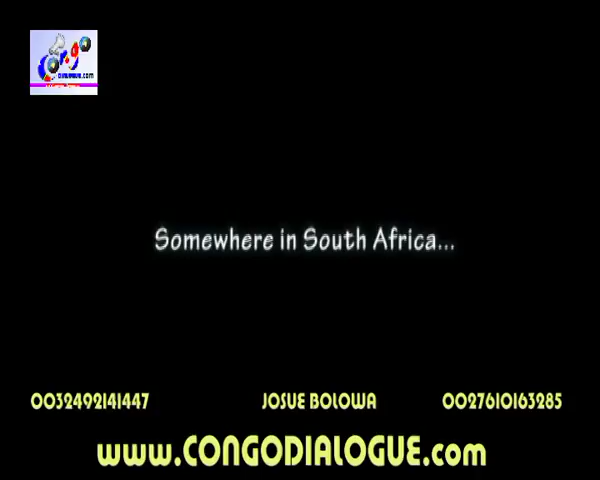 Somewhere in South Africa...
0032492141447 JOSUE BOLOWA 0027610163285
www.CONGODIALOGUE.com